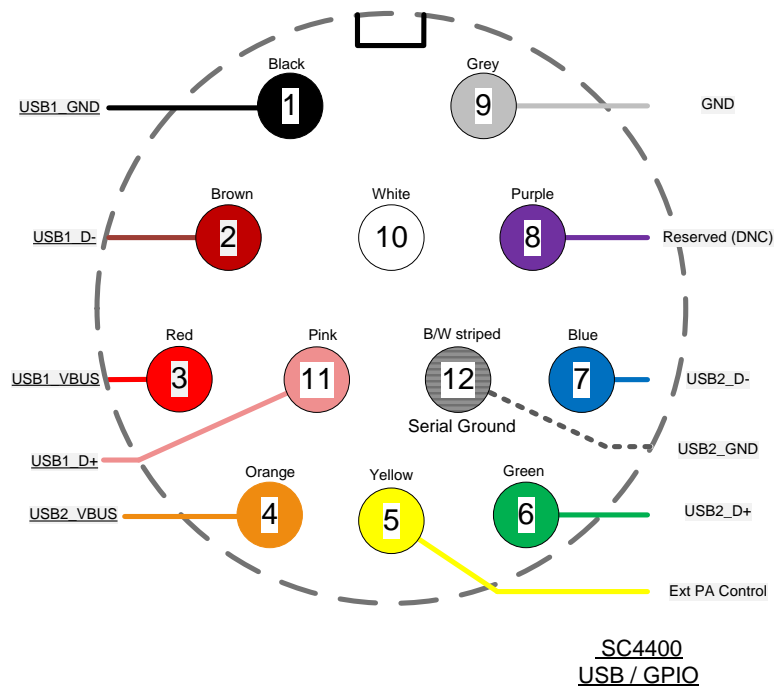 Black
Grey
USB1_GND
1
9
GND
Brown
White
Purple
USB1_D-
2
10
8
Reserved (DNC)
Red
Pink
B/W striped
Blue
USB1_VBUS
3
11
12
7
USB2_D-
Serial Ground
USB1_D+
USB2_GND
Orange
Yellow
Green
USB2_VBUS
4
5
6
USB2_D+
Ext PA Control
SC4400
USB / GPIO